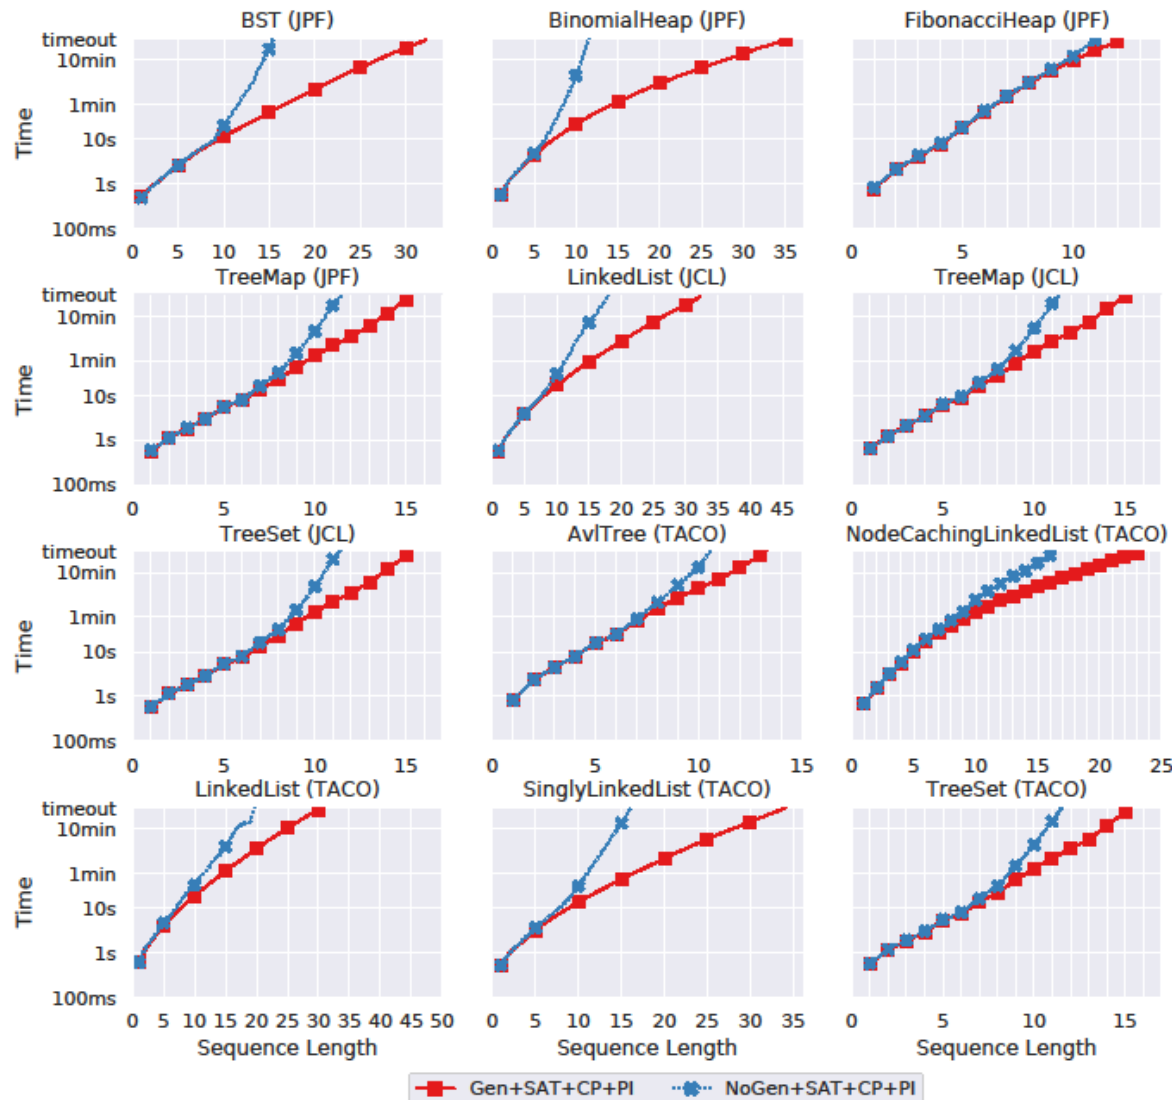 BST (JPF) BinomialHeap (JPF) FibonacciHeap (JPF)
timeout
10min
1min
10s
1s
100ms
Time
0 5 10 15 20 25 30
0 5 10 15 20 25 30 35
0 5 10
TreeMap (JPF) LinkedList (JCL) TreeMap (JCL)
timeout
10min
1min
10s
1s
100ms
Time
0 5 10 15
0 5 10 15 20 25 30 35 40 45
0 5 10 15
TreeSet (JCL) AvlTree (TACO) NodeCachingLinkedList (TACO)
timeout
10min
1min
10s
1s
100ms
Time
0 5 10 15
0 5 10 15
0 5 10 15 20 25
LinkedList (TACO) SinglyLinkedList (TACO) TreeSet (TACO)
timeout
10min
1min
10s
1s
100ms
Time
0 5 10 15 20 25 30 35 40 45 50
0 5 10 15 20 25 30 35
0 5 10 15
Sequence Length Sequence Length Sequence Length
Gen+SAT+CP+PI NoGen+SAT+CP+PI